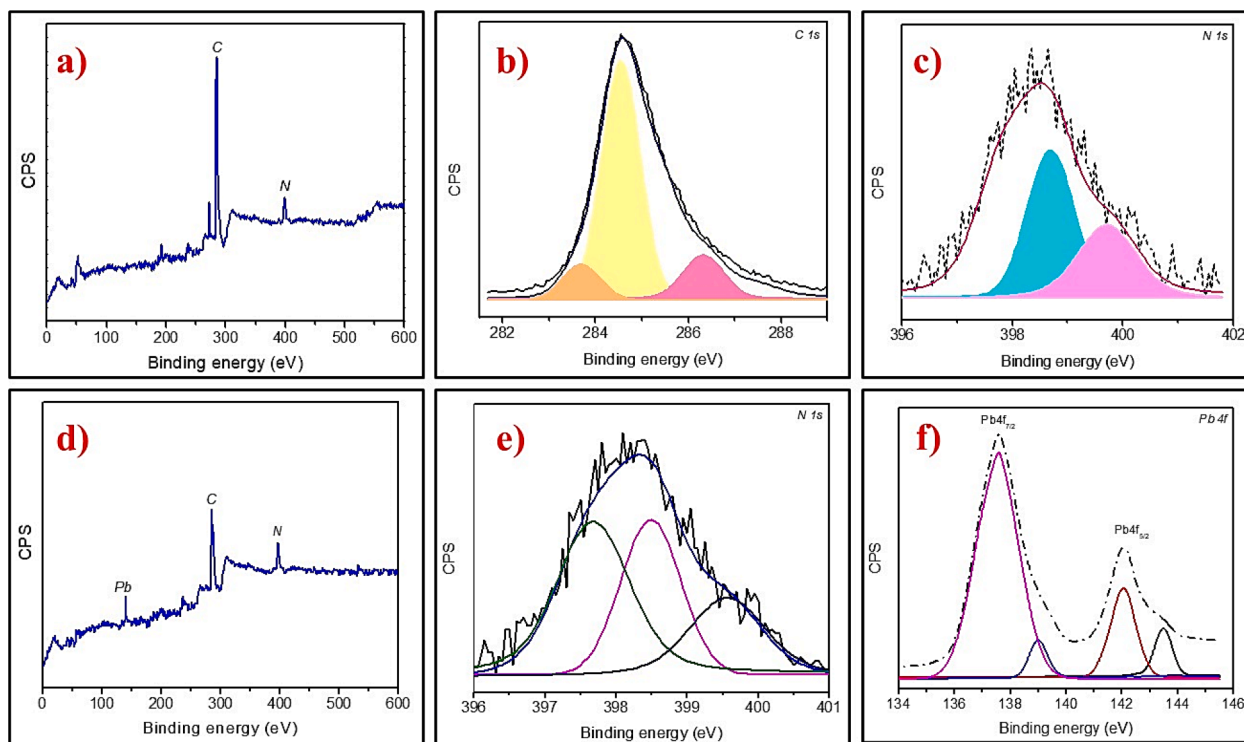 a)
C
N
CPS
0 100 200 300 400 500 600
Binding energy (eV)
b)
C 1s
CPS
282 284 286 288
Binding energy (eV)
c)
N 1s
CPS
396 398 400 402
Binding energy (eV)
d)
Pb
C
N
CPS
0 100 200 300 400 500 600
Binding energy (eV)
e)
N 1s
CPS
396 397 398 399 400 401
Binding energy (eV)
f)
Pb 4f
Pb4f7/2
Pb4f5/2
CPS
134 136 138 140 142 144 146
Binding energy (eV)